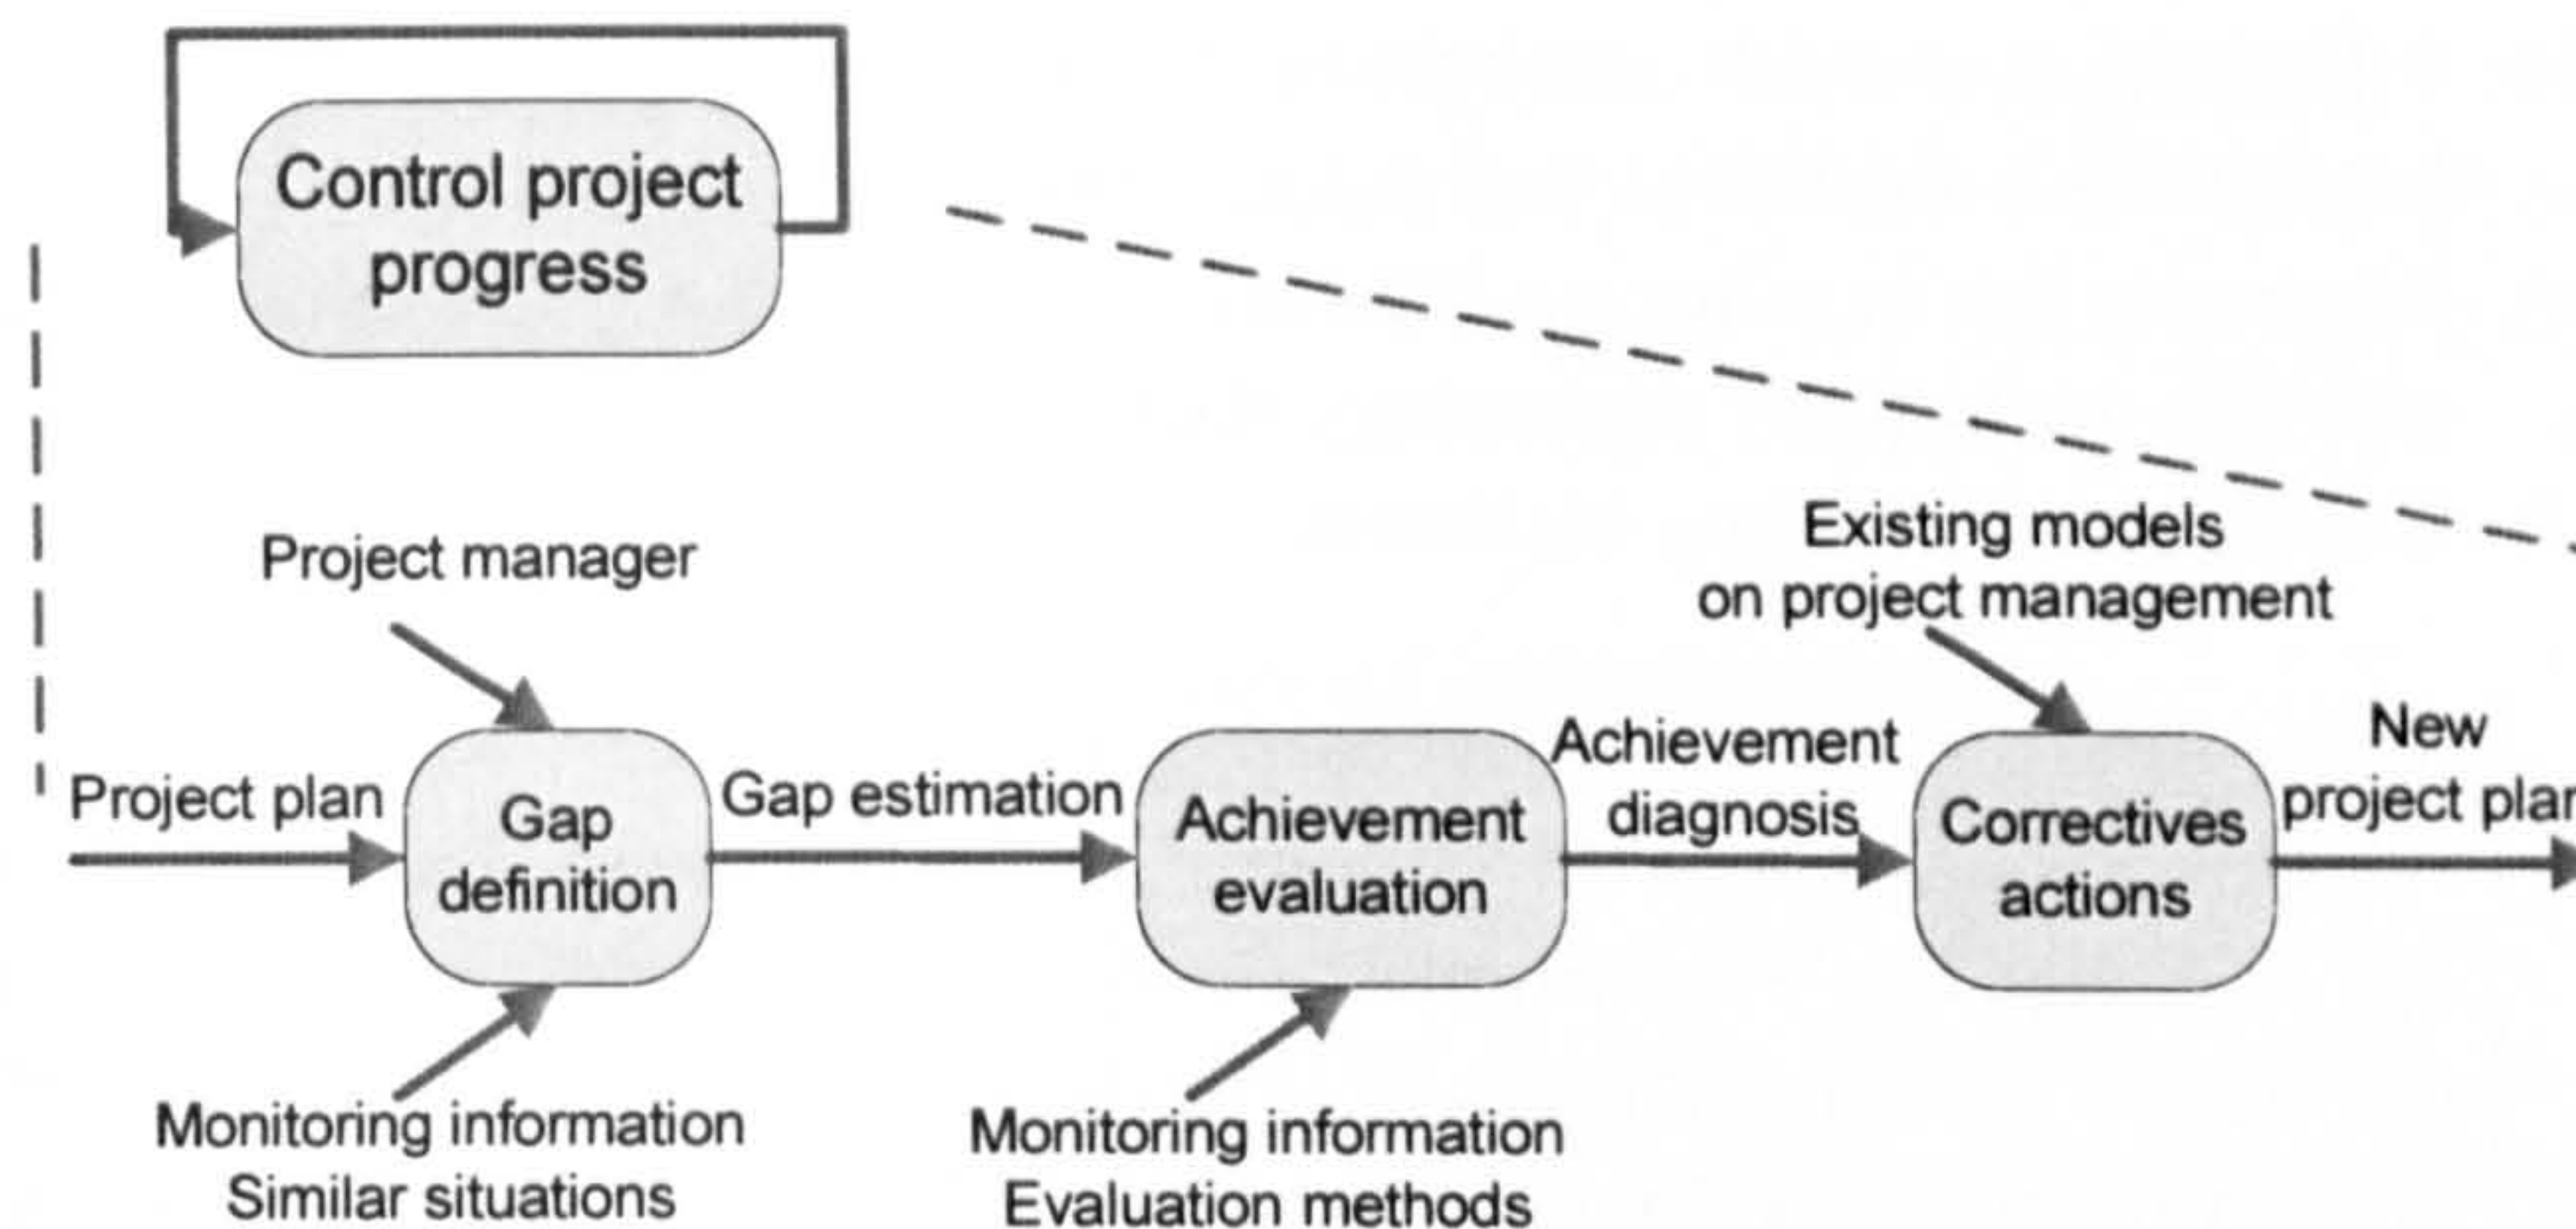 Control project
progress
Project manager
Existing models
on project management
Project plan
Gap
definition
Gap estimation
Achievement
evaluation
Achievement
diagnosis
Correctives
actions
New
project plan
Monitoring information
Similar situations
Monitoring information
Evaluation methods